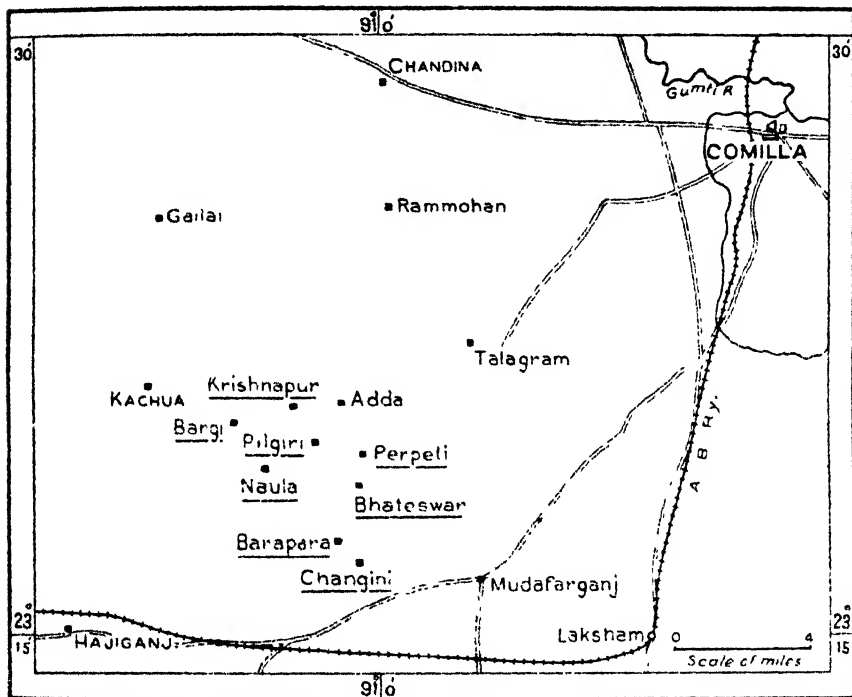 91°0'
30'
30'
CHANDINA
Gumti R
COMILLA
Gailai
Rammohan
Talagram
KACHUA
Krishnapur
Adda
Bargi
Pilgiri
Perpeti
Naula
Bhateswar
A B Ry.
Barapara
Changini
Mudafarganj
23°
15'
HAJIGANJ
Laksham
0 4
Scale of miles
23°
15'
91°0'